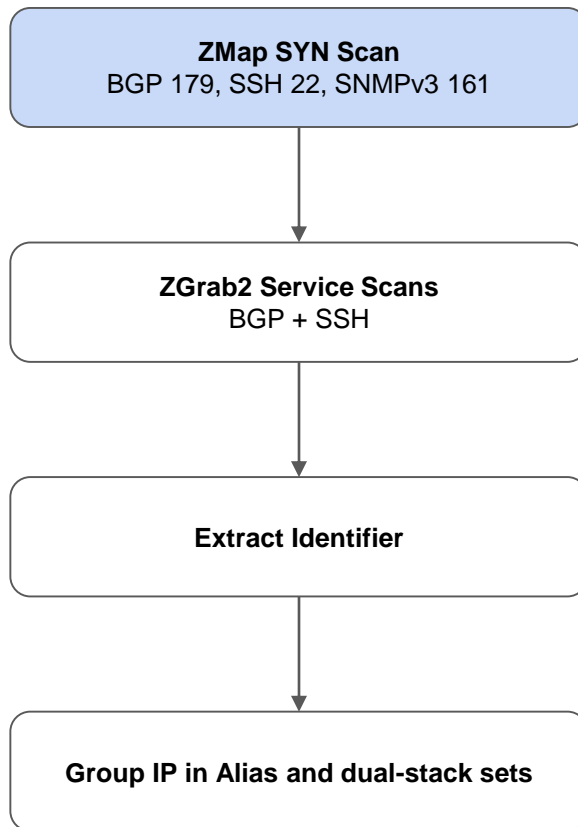 ZMap SYN Scan
BGP 179, SSH 22, SNMPv3 161
ZGrab2 Service Scans
BGP + SSH
Extract Identifier
Group IP in Alias and dual-stack sets